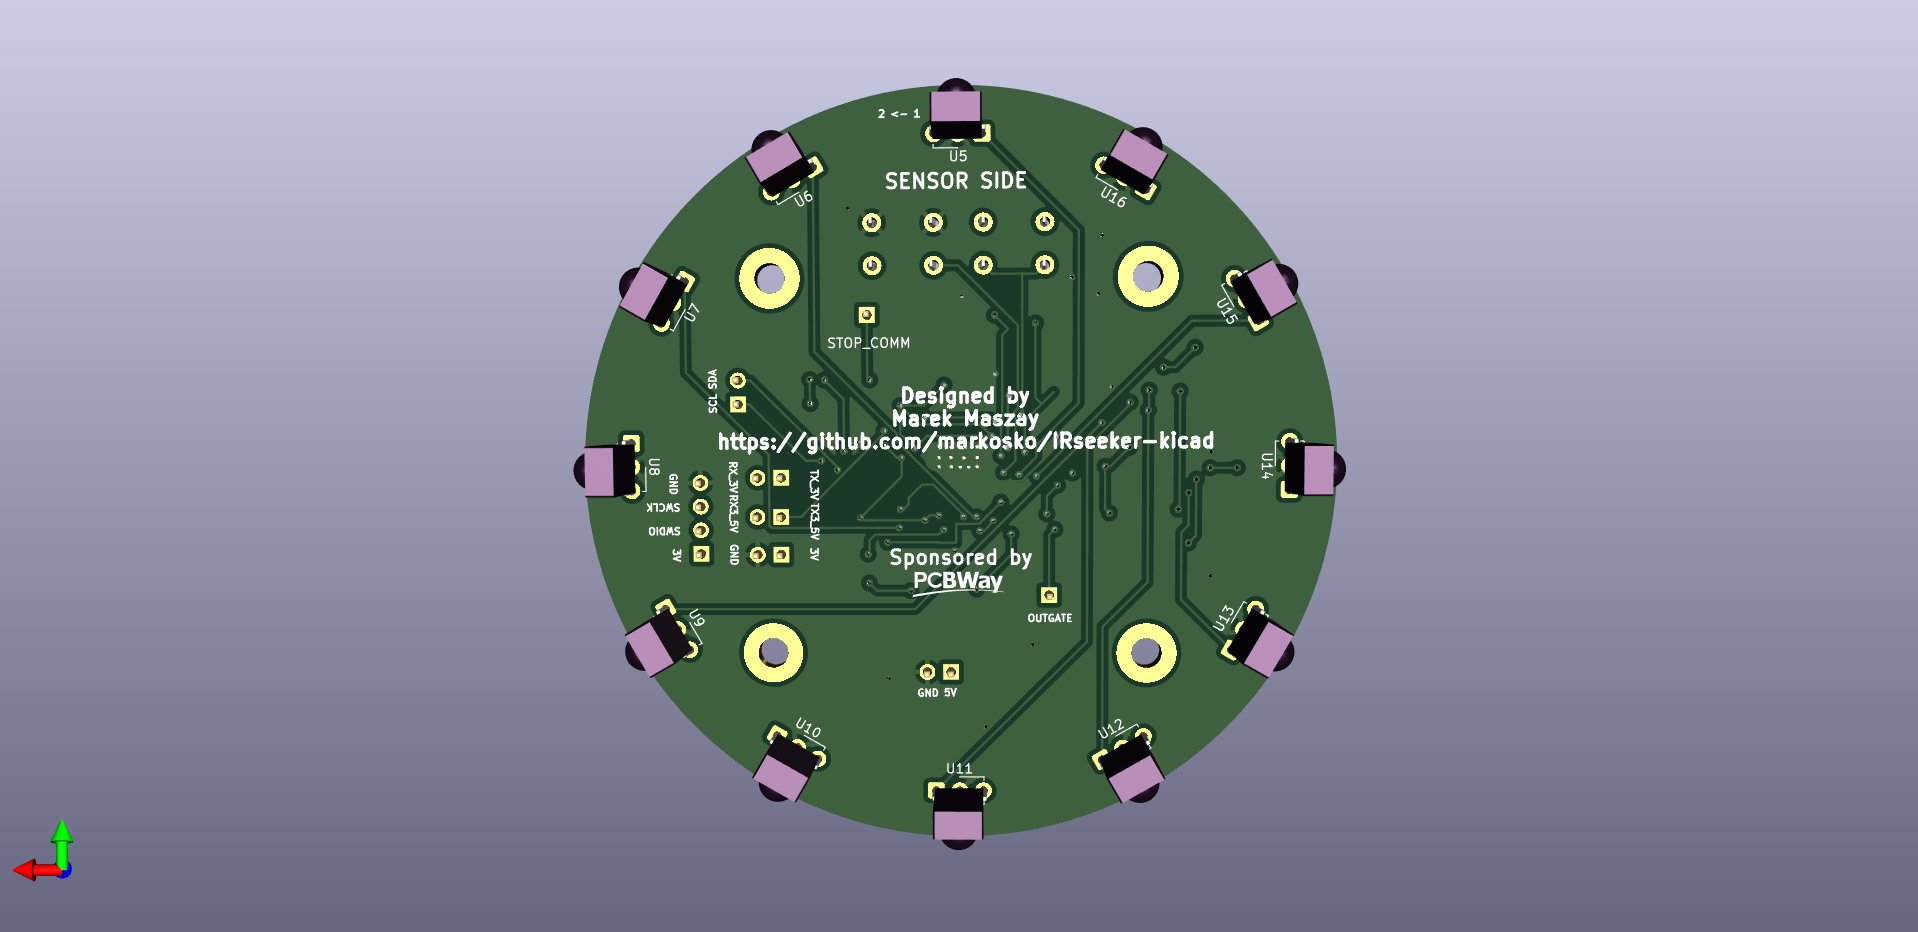 2 <- 1
U5
SENSOR SIDE
U6
U16
U7
U15
STOP_COMM
SCL SDA
Designed by
Marek Maszay
https://github.com/markosko/IRseeker-kicad
U8
U14
GND
SWCLK
SWDIO
3V
RX_3V
RX3_5V
GND
TX_3V
TX3_5V
3V
Sponsored by
PCBWay
OUTGATE
U9
U13
GND 5V
U10
U12
U11